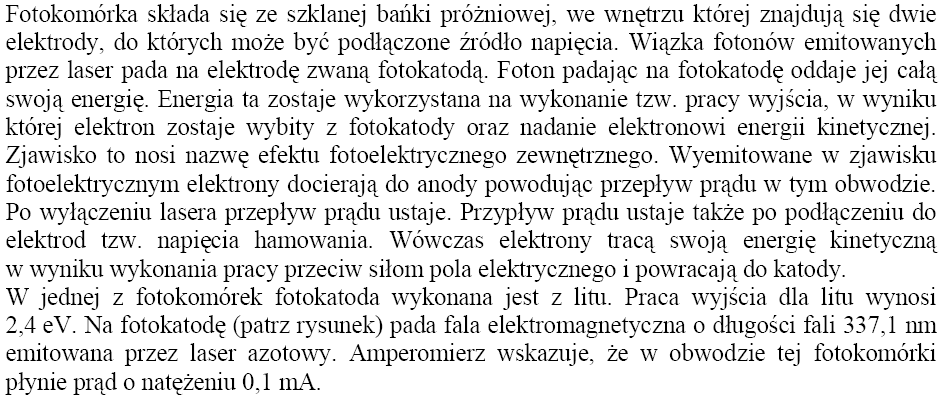 Fotokomórka składa się ze szklanej bańki próżniowej, we wnętrzu której znajdują się dwie
elektrody, do których może być podłączone źródło napięcia. Wiązka fotonów emitowanych
przez laser pada na elektrodę zwaną fotokatodą. Foton padając na fotokatodę oddaje jej całą
swoją energię. Energia ta zostaje wykorzystana na wykonanie tzw. pracy wyjścia, w wyniku
której elektron zostaje wybity z fotokatody oraz nadanie elektronowi energii kinetycznej.
Zjawisko to nosi nazwę efektu fotoelektrycznego zewnętrznego. Wyemitowane w zjawisku
fotoelektrycznym elektrony docierają do anody powodując przepływ prądu w tym obwodzie.
Po wyłączeniu lasera przepływ prądu ustaje. Przypływ prądu ustaje także po podłączeniu do
elektrod tzw. napięcia hamowania. Wówczas elektrony tracą swoją energię kinetyczną
w wyniku wykonania pracy przeciw siłom pola elektrycznego i powracają do katody.
W jednej z fotokomórek fotokatoda wykonana jest z litu. Praca wyjścia dla litu wynosi
2,4 eV. Na fotokatodę (patrz rysunek) pada fala elektromagnetyczna o długości fali 337,1 nm
emitowana przez laser azotowy. Amperomierz wskazuje, że w obwodzie tej fotokomórki
płynie prąd o natężeniu 0,1 mA.